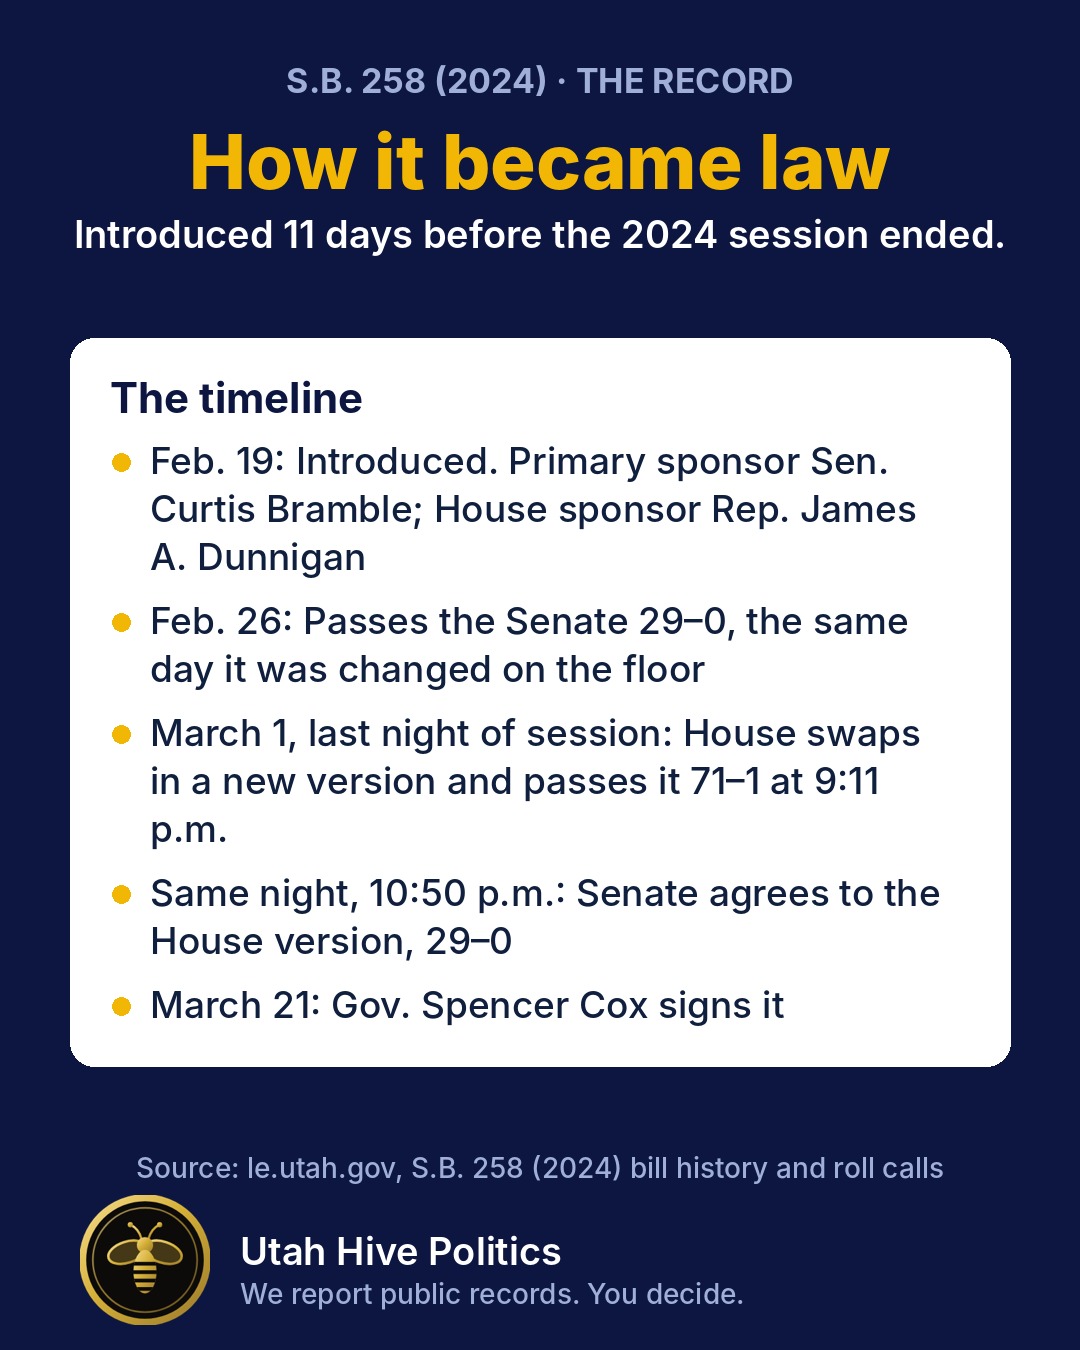 S.B. 258 (2024) · THE RECORD
How it became law
Introduced 11 days before the 2024 session ended.
The timeline
Feb. 19: Introduced. Primary sponsor Sen.
Curtis Bramble; House sponsor Rep. James
A. Dunnigan
Feb. 26: Passes the Senate 29–0, the same
day it was changed on the floor
March 1, last night of session: House swaps
in a new version and passes it 71–1 at 9:11
p.m.
Same night, 10:50 p.m.: Senate agrees to the
House version, 29–0
March 21: Gov. Spencer Cox signs it
Source: le.utah.gov, S.B. 258 (2024) bill history and roll calls
Utah Hive Politics
We report public records. You decide.